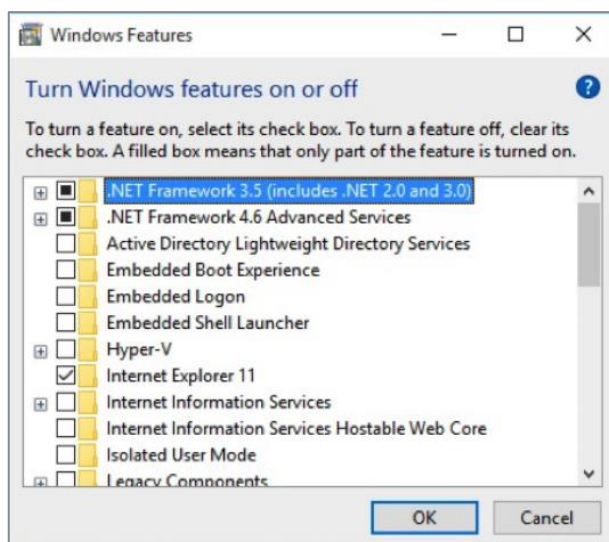 Windows Features
Turn Windows features on or off
?
To turn a feature on, select its check box. To turn a feature off, clear its
check box. A filled box means that only part of the feature is turned on.
.NET Framework 3.5 (includes .NET 2.0 and 3.0)
.NET Framework 4.6 Advanced Services
Active Directory Lightweight Directory Services
Embedded Boot Experience
Embedded Logon
Embedded Shell Launcher
Hyper-V
Internet Explorer 11
Internet Information Services
Internet Information Services Hostable Web Core
Isolated User Mode
Legacy Components
OK Cancel